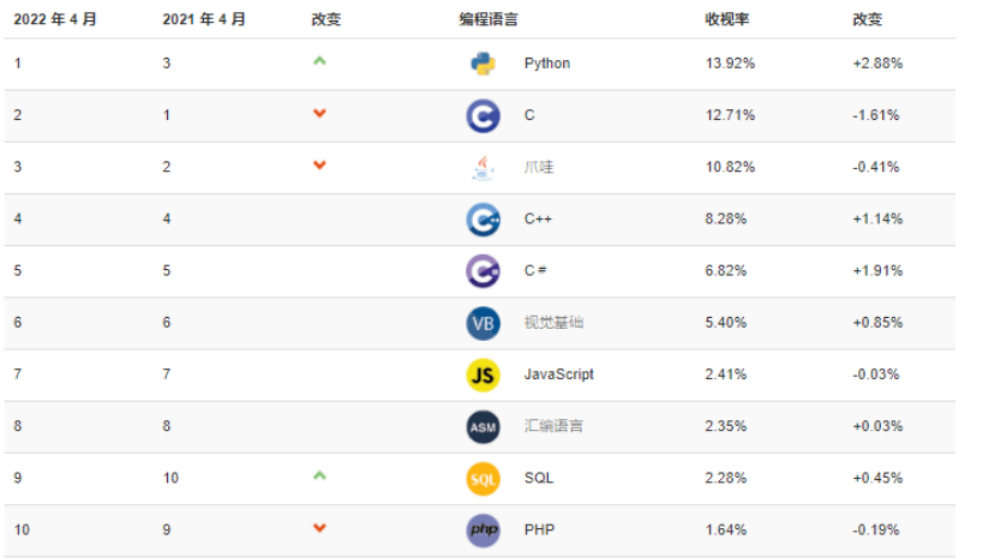 2022 年 4 月 2021 年 4 月 改变 编程语言 收视率 改变
1 3 Python 13.92% +2.88%
2 1 C C 12.71% -1.61%
3 2 爪哇 10.82% -0.41%
4 4 C++ C++ 8.28% +1.14%
5 5 C C＃ 6.82% +1.91%
6 6 VB 视觉基础 5.40% +0.85%
7 7 JS JavaScript 2.41% -0.03%
8 8 ASM 汇编语言 2.35% +0.03%
9 10 SQL SQL 2.28% +0.45%
10 9 php PHP 1.64% -0.19%